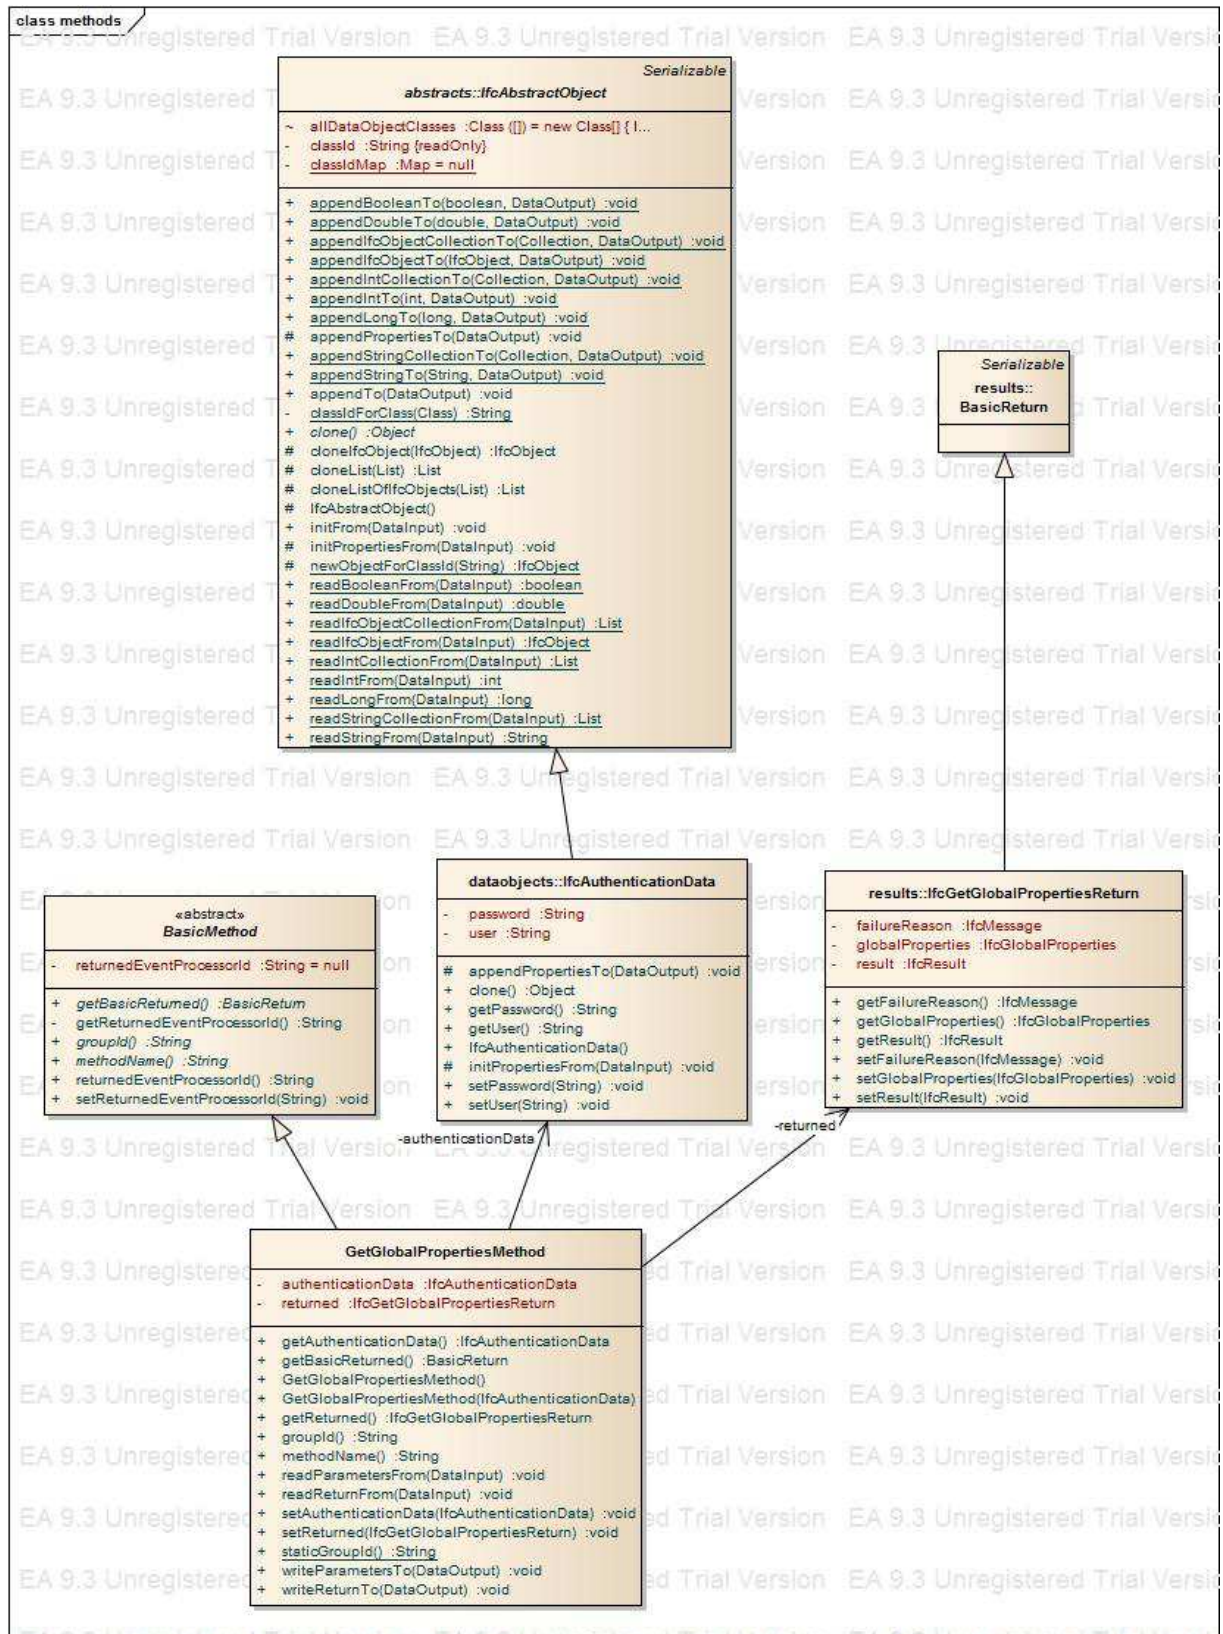 class methods
Serializable
abstracts::IfcAbstractObject
~ allDataObjectClasses :Class ([]) = new Class[] { I...
- classId :String {readOnly}
- classIdMap :Map = null
+ appendBooleanTo(boolean, DataOutput) :void
+ appendDoubleTo(double, DataOutput) :void
+ appendIfcObjectCollectionTo(Collection, DataOutput) :void
+ appendIfcObjectTo(IfcObject, DataOutput) :void
+ appendIntCollectionTo(Collection, DataOutput) :void
+ appendIntTo(int, DataOutput) :void
+ appendLongTo(long, DataOutput) :void
# appendPropertiesTo(DataOutput) :void
+ appendStringCollectionTo(Collection, DataOutput) :void
+ appendStringTo(String, DataOutput) :void
+ appendTo(DataOutput) :void
- classIdForClass(Class) :String
+ clone() :Object
# cloneIfcObject(IfcObject) :IfcObject
# cloneList(List) :List
# cloneListOfIfcObjects(List) :List
# IfcAbstractObject()
+ initFrom(DataInput) :void
# initPropertiesFrom(DataInput) :void
# newObjectForClassId(String) :IfcObject
+ readBooleanFrom(DataInput) :boolean
+ readDoubleFrom(DataInput) :double
+ readIfcObjectCollectionFrom(DataInput) :List
+ readIfcObjectFrom(DataInput) :IfcObject
+ readIntCollectionFrom(DataInput) :List
+ readIntFrom(DataInput) :int
+ readLongFrom(DataInput) :long
+ readStringCollectionFrom(DataInput) :List
+ readStringFrom(DataInput) :String
Serializable
results::
BasicReturn
«abstract»
BasicMethod
- returnedEventProcessorId :String = null
+ getBasicReturned() :BasicReturn
- getReturnedEventProcessorId() :String
+ groupId() :String
+ methodName() :String
+ returnedEventProcessorId() :String
+ setReturnedEventProcessorId(String) :void
dataobjects::IfcAuthenticationData
- password :String
- user :String
# appendPropertiesTo(DataOutput) :void
+ clone() :Object
+ getPassword() :String
+ getUser() :String
+ IfcAuthenticationData()
# initPropertiesFrom(DataInput) :void
+ setPassword(String) :void
+ setUser(String) :void
results::IfcGetGlobalPropertiesReturn
- failureReason :IfcMessage
- globalProperties :IfcGlobalProperties
- result :IfcResult
+ getFailureReason() :IfcMessage
+ getGlobalProperties() :IfcGlobalProperties
+ getResult() :IfcResult
+ setFailureReason(IfcMessage) :void
+ setGlobalProperties(IfcGlobalProperties) :void
+ setResult(IfcResult) :void
-authenticationData
-returned
GetGlobalPropertiesMethod
- authenticationData :IfcAuthenticationData
- returned :IfcGetGlobalPropertiesReturn
+ getAuthenticationData() :IfcAuthenticationData
+ getBasicReturned() :BasicReturn
+ GetGlobalPropertiesMethod()
+ GetGlobalPropertiesMethod(IfcAuthenticationData)
+ getReturned() :IfcGetGlobalPropertiesReturn
+ groupId() :String
+ methodName() :String
+ readParametersFrom(DataInput) :void
+ readReturnFrom(DataInput) :void
+ setAuthenticationData(IfcAuthenticationData) :void
+ setReturned(IfcGetGlobalPropertiesReturn) :void
+ staticGroupId() :String
+ writeParametersTo(DataOutput) :void
+ writeReturnTo(DataOutput) :void
EA 9.3 Unregistered Trial Version